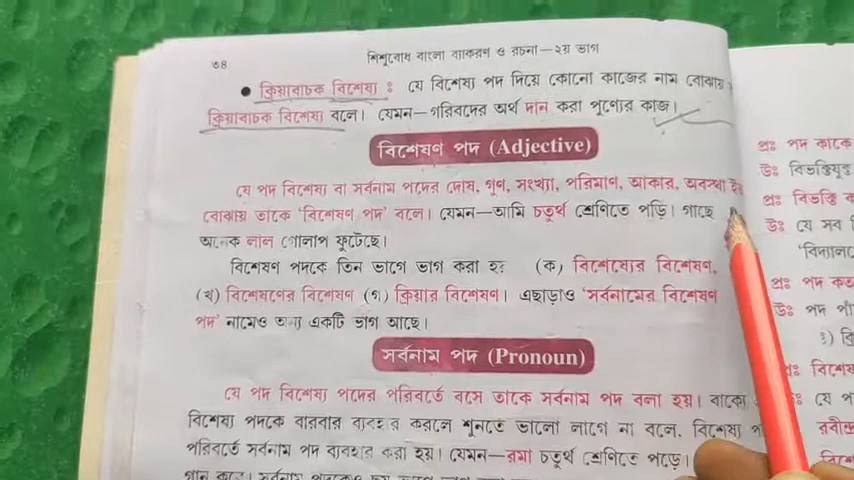 ৩৪
শিশুবোধ বাংলা ব্যাকরণ ও রচনা—২য় ভাগ
● ক্রিয়াবাচক বিশেষ্য : যে বিশেষ্য পদ দিয়ে কোনো কাজের নাম বোঝায়
ক্রিয়াবাচক বিশেষ্য বলে। যেমন—গরিবদের অর্থ দান করা পুণ্যের কাজ।
বিশেষণ পদ (Adjective)
যে পদ বিশেষ্য বা সর্বনাম পদের দোষ, গুণ, সংখ্যা, পরিমাণ, আকার, অবস্থা
বোঝায় তাকে 'বিশেষণ পদ' বলে। যেমন—আমি চতুর্থ শ্রেণিতে পড়ি। গাছে
অনেক লাল গোলাপ ফুটেছে।
বিশেষণ পদকে তিন ভাগে ভাগ করা হয় (ক) বিশেষ্যের বিশেষণ,
(খ) বিশেষণের বিশেষণ (গ) ক্রিয়ার বিশেষণ। এছাড়াও 'সর্বনামের বিশেষণ
পদ' নামেও অন্য একটি ভাগ আছে।
সর্বনাম পদ (Pronoun)
যে পদ বিশেষ্য পদের পরিবর্তে বসে তাকে সর্বনাম পদ বলা হয়। বাক্যে
বিশেষ্য পদকে বারবার ব্যবহার করলে শুনতে ভালো লাগে না বলে, বিশেষ্য
পরিবর্তে সর্বনাম পদ ব্যবহার করা হয়। যেমন—রমা চতুর্থ শ্রেণিতে পড়ে।
প্রঃ পদ কাকে
উঃ বিভক্তিযুক্ত
প্রঃ বিভক্তি
উঃ যে সব
প্রঃ পদ
উঃ পদ